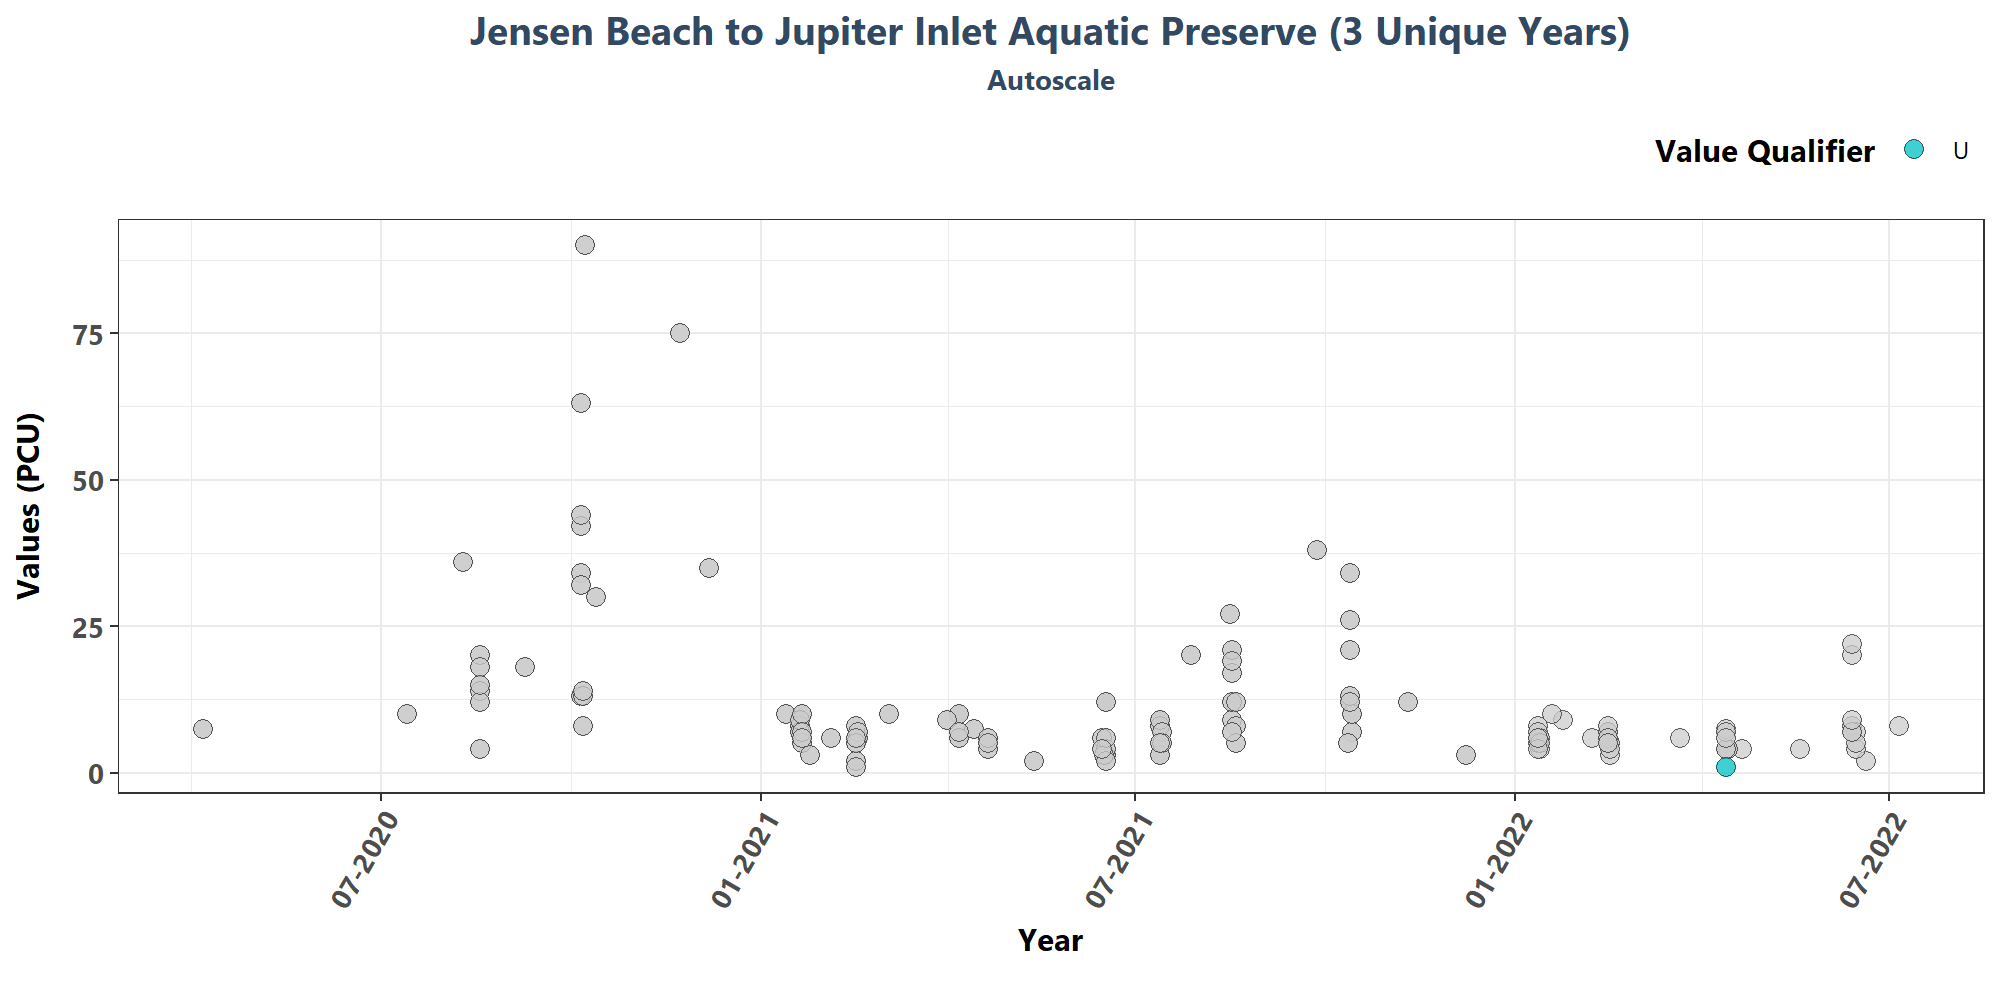 Jensen Beach to Jupiter Inlet Aquatic Preserve (3 Unique Years)
Autoscale
Value Qualifier U
Values (PCU)
75
50
25
0
07-2020
01-2021
07-2021
01-2022
07-2022
Year